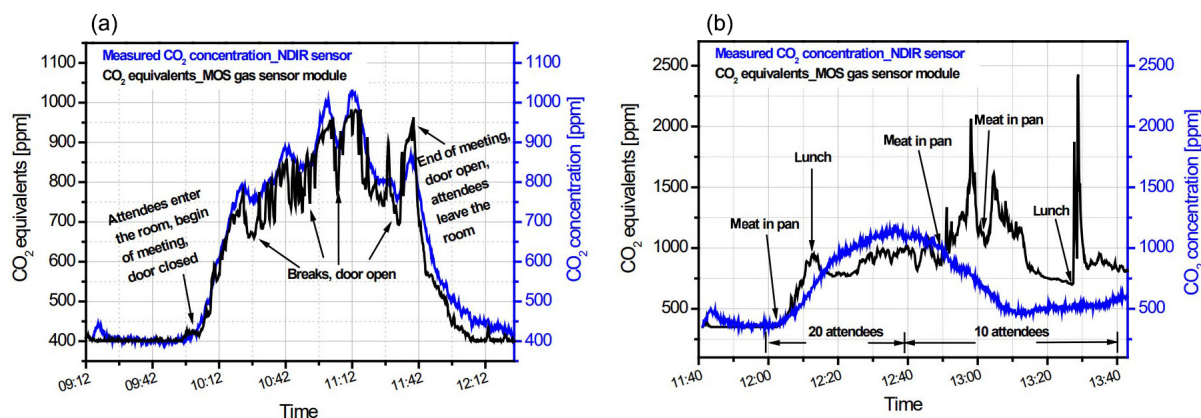 (a)
Measured CO₂ concentration_NDIR sensor
CO₂ equivalents_MOS gas sensor module
CO₂ equivalents [ppm]
1100
1000
900
800
700
600
500
400
1100
1000
900
800
700
600
500
400
CO₂ concentration [ppm]
Attendees enter
the room, begin
of meeting,
door closed
Breaks, door open
End of meeting,
door open,
attendees
leave the
room
09:12
09:42
10:12
10:42
11:12
11:42
12:12
Time
(b)
Measured CO₂ concentration_NDIR sensor
CO₂ equivalents_MOS gas sensor module
CO₂ equivalents [ppm]
2500
2000
1500
1000
500
2500
2000
1500
1000
500
CO₂ concentration [ppm]
Meat in pan
Lunch
Meat in pan
Meat in pan
Lunch
20 attendees
10 attendees
11:40
12:00
12:20
12:40
13:00
13:20
13:40
Time